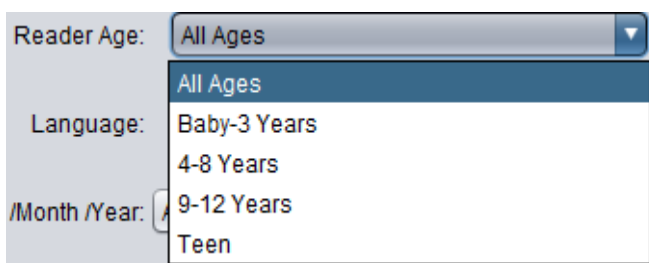 Reader Age: All Ages
All Ages
Language: Baby-3 Years
4-8 Years
/Month /Year: 9-12 Years
Teen